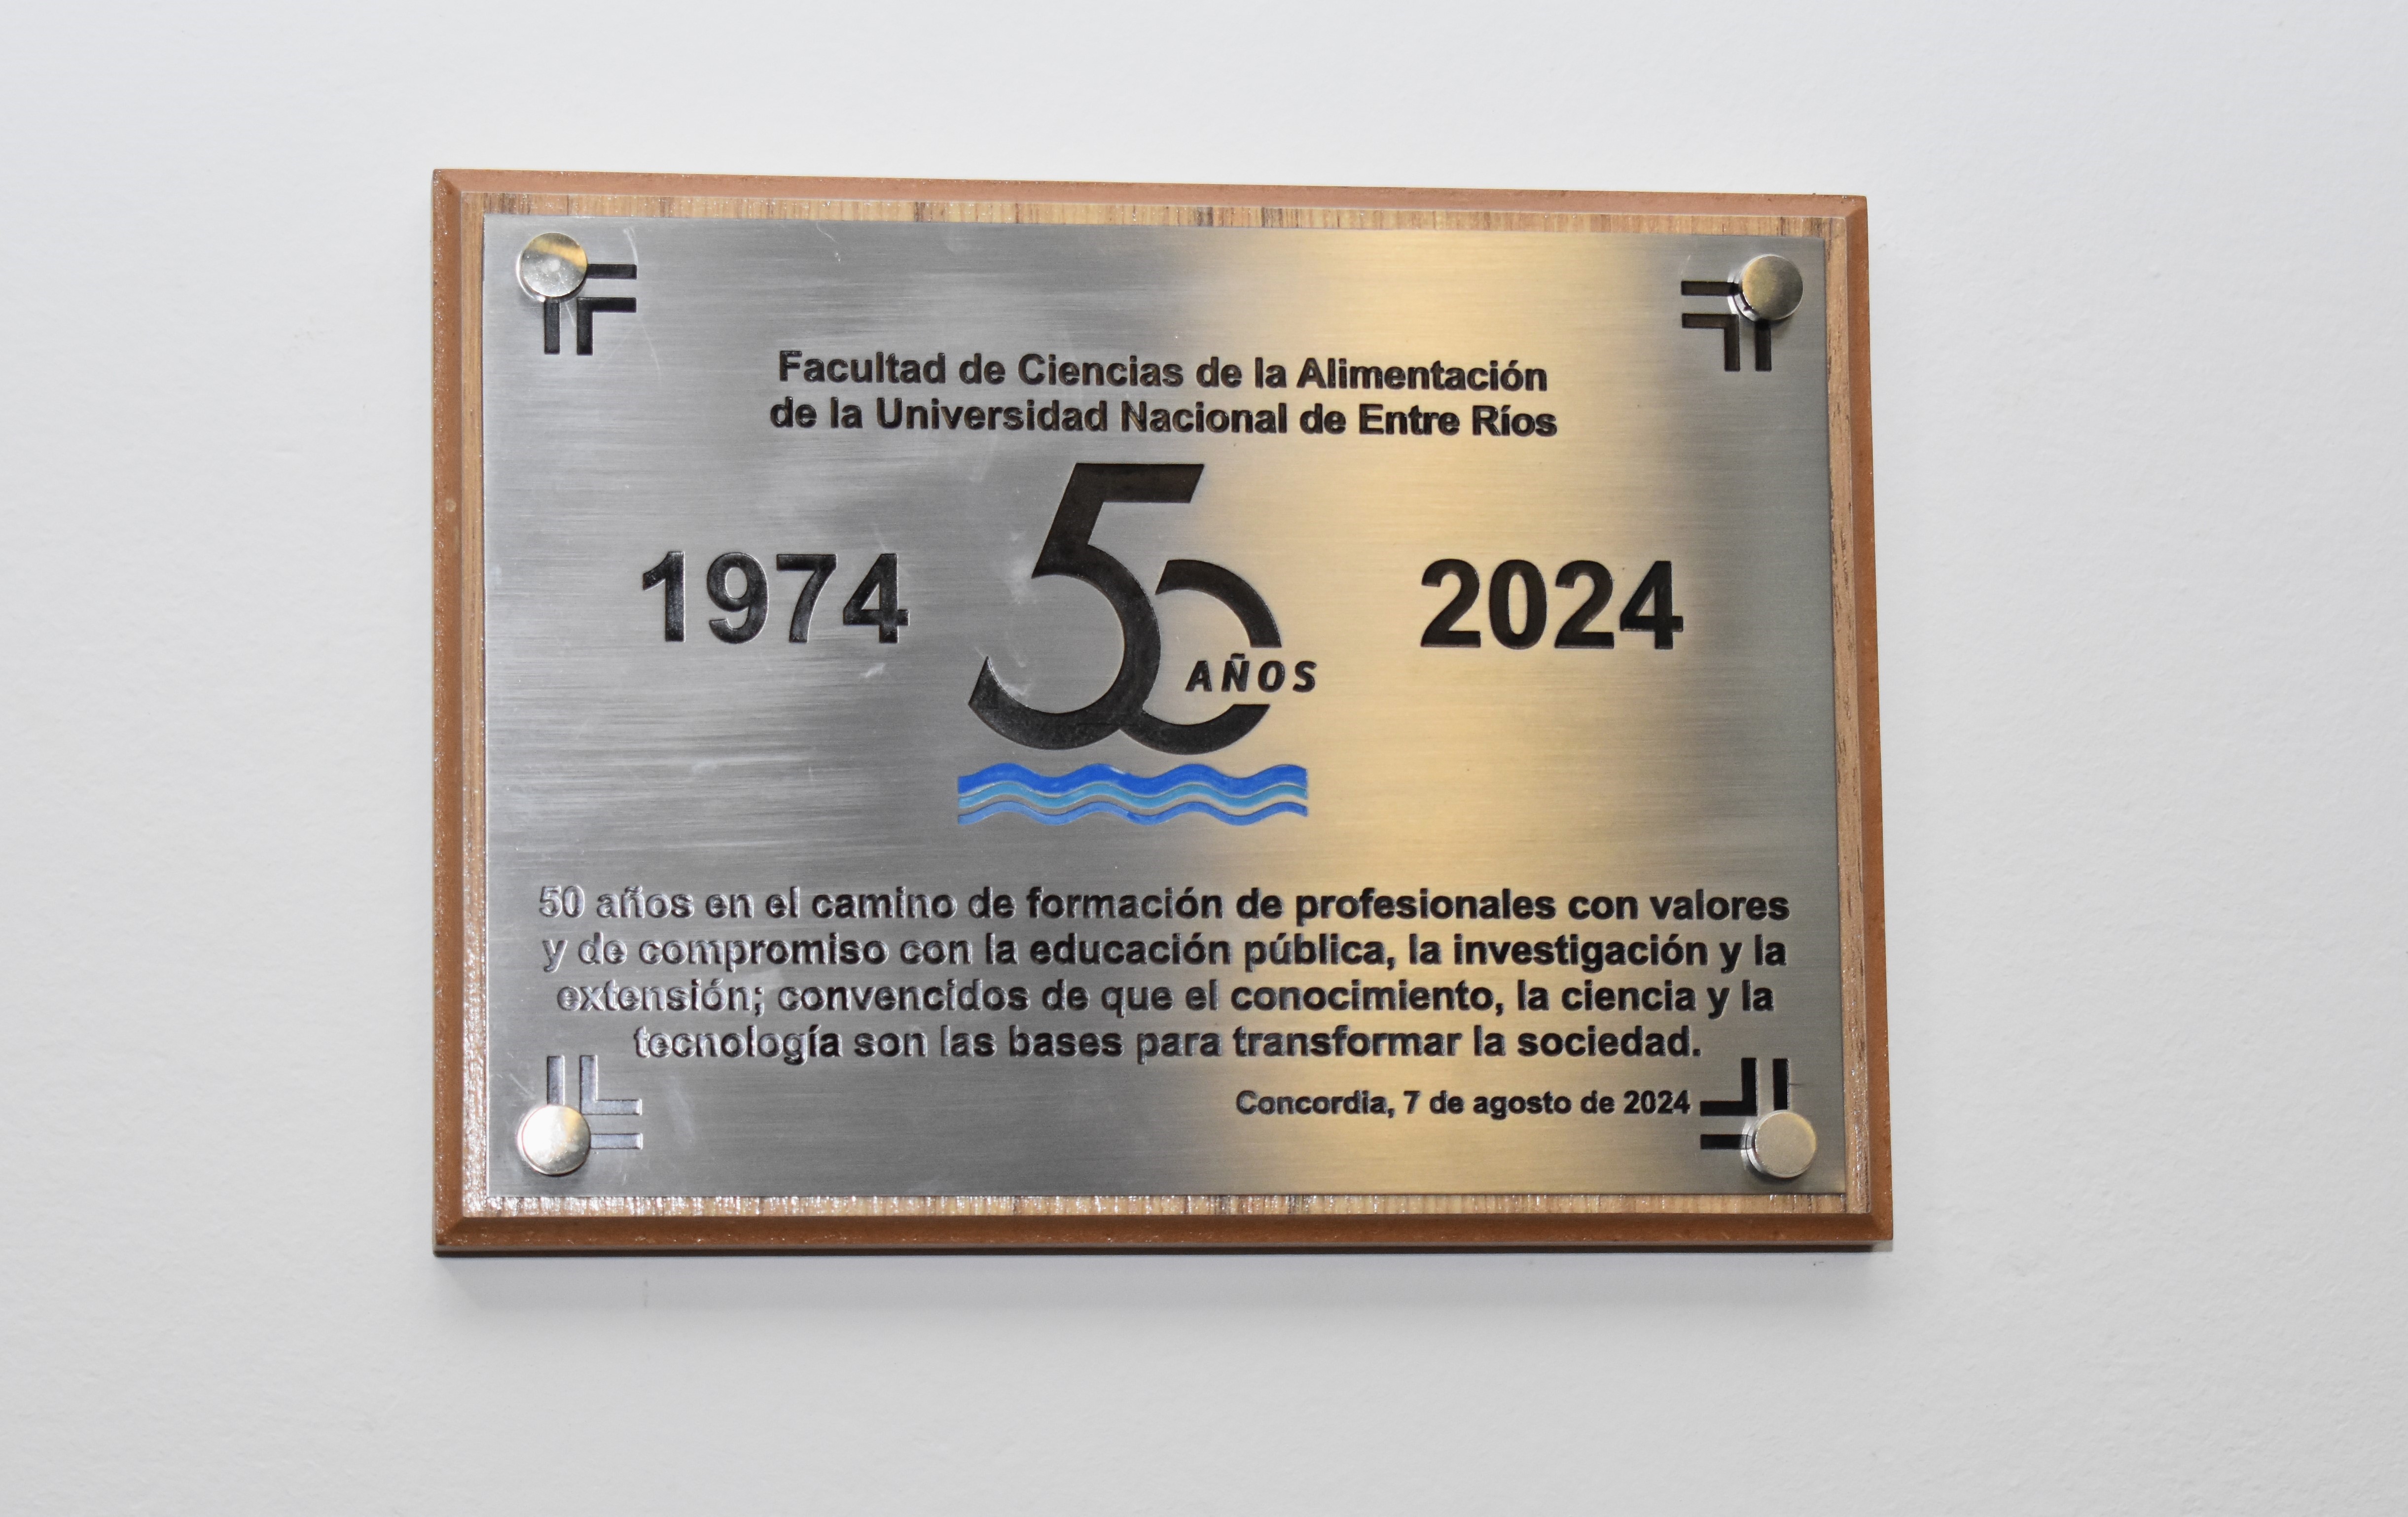 Facultad de Ciencias de la Alimentación
de la Universidad Nacional de Entre Ríos
1974 50 AÑOS 2024
50 años en el camino de formación de profesionales con valores
y de compromiso con la educación pública, la investigación y la
extensión; convencidos de que el conocimiento, la ciencia y la
tecnología son las bases para transformar la sociedad.
Concordia, 7 de agosto de 2024